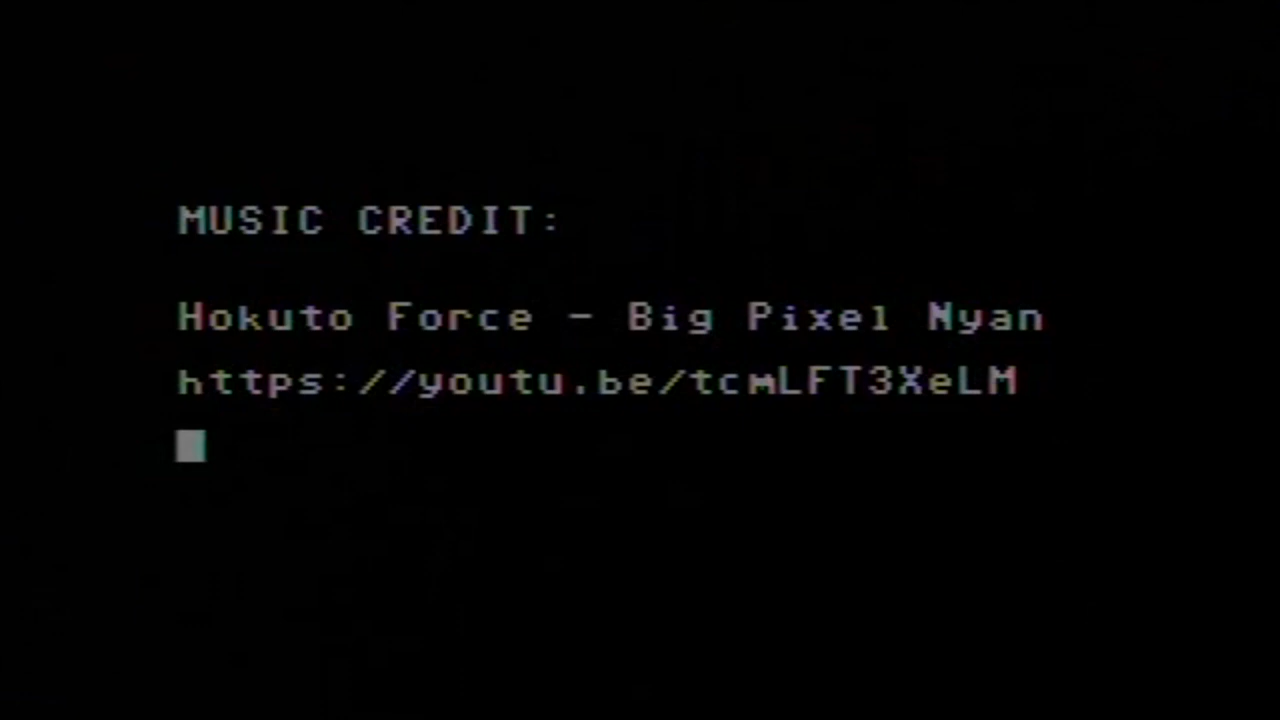 MUSIC CREDIT:
Hokuto Force - Big Pixel Nyan
https://youtu.be/tcmLFT3XeLM